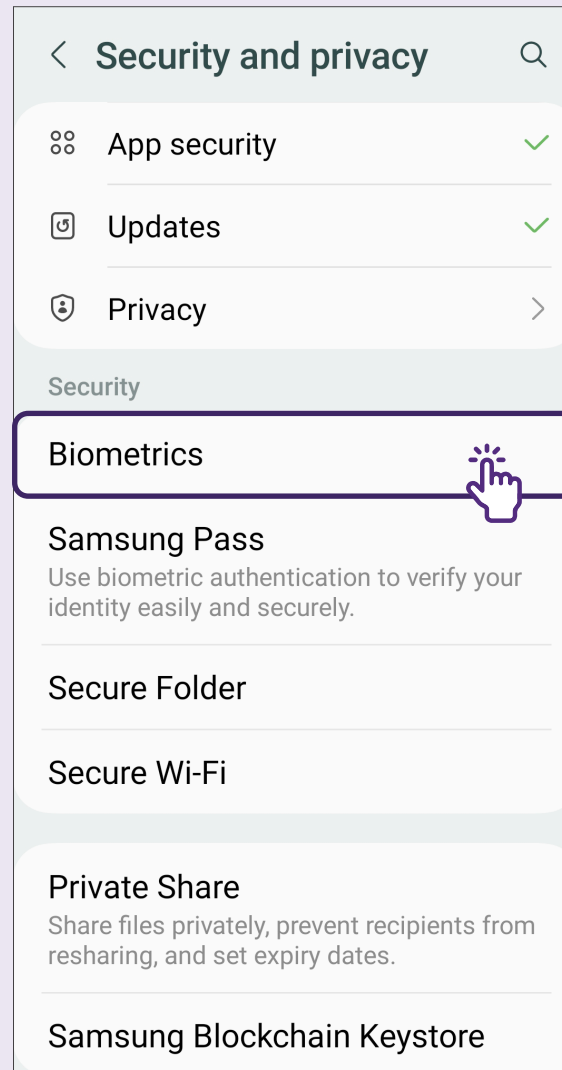 Security and privacy
App security
Updates
Privacy
Security
Biometrics
Samsung Pass
Use biometric authentication to verify your
identity easily and securely.
Secure Folder
Secure Wi-Fi
Private Share
Share files privately, prevent recipients from
resharing, and set expiry dates.
Samsung Blockchain Keystore